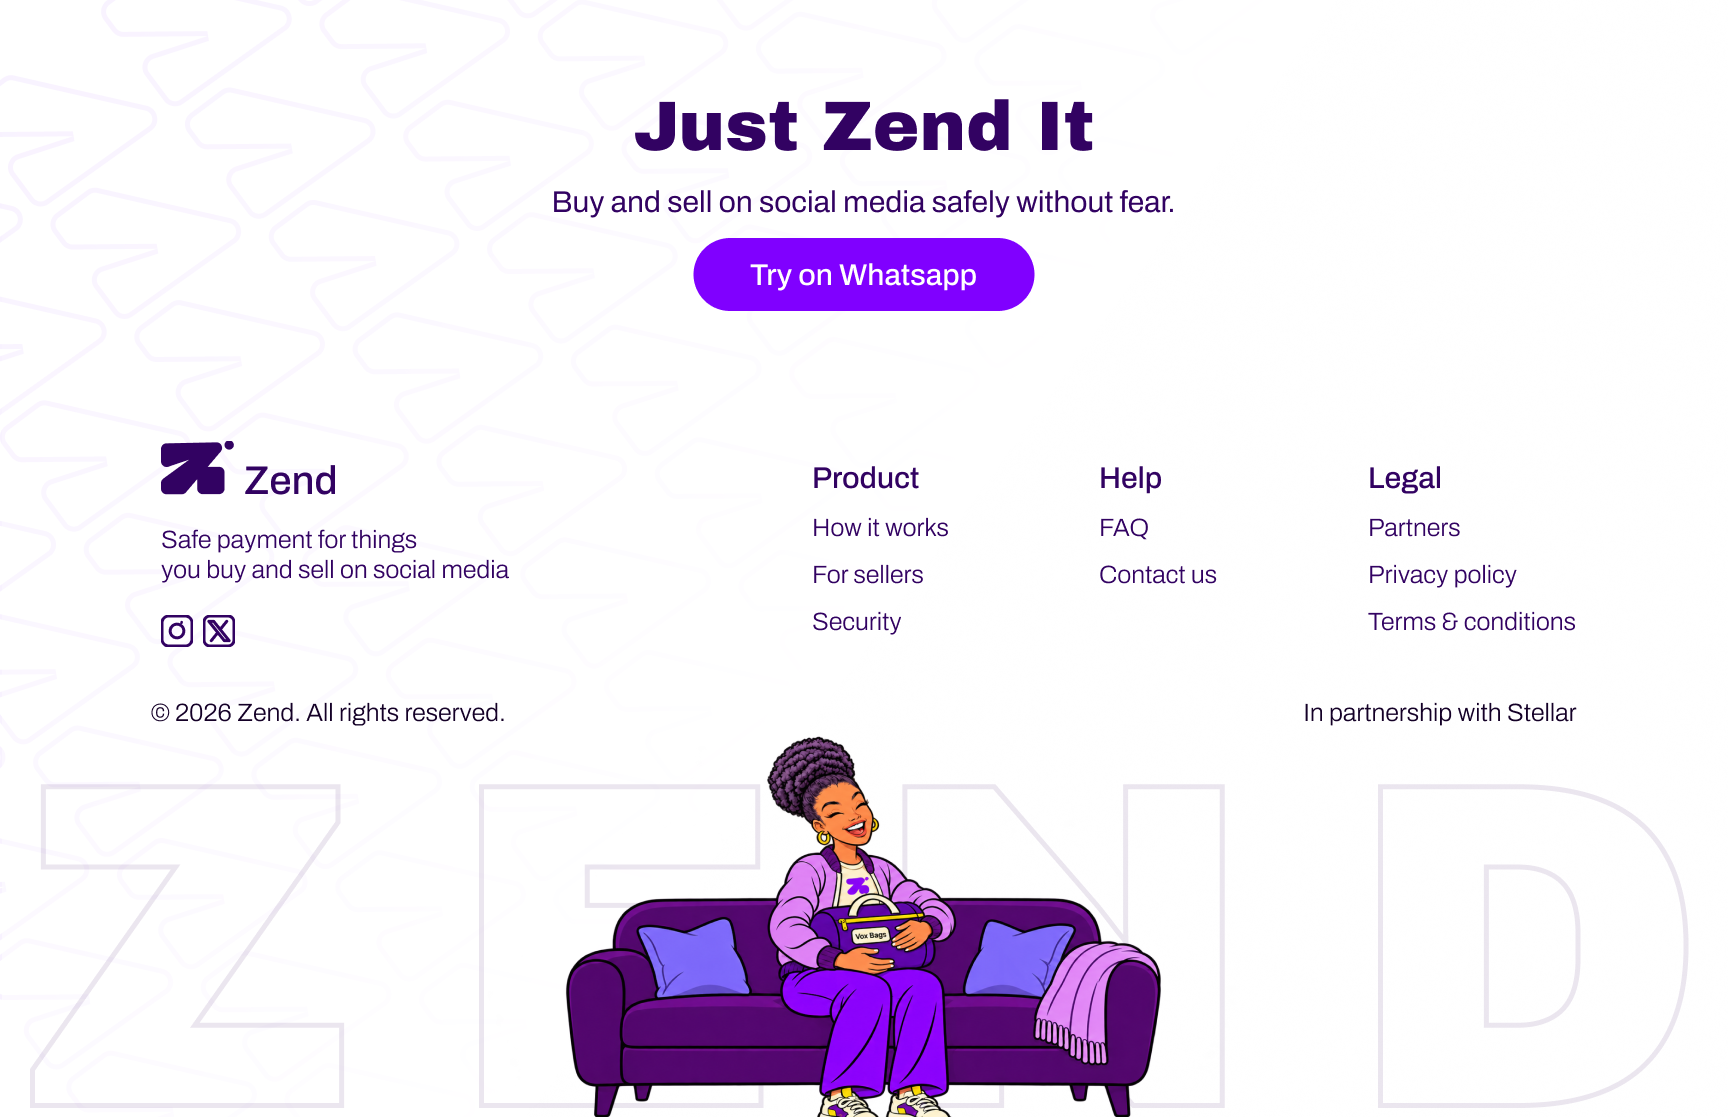 Just Zend It
Buy and sell on social media safely without fear.
Try on Whatsapp
Zend
Safe payment for things
you buy and sell on social media
Product
How it works
For sellers
Security
Help
FAQ
Contact us
Legal
Partners
Privacy policy
Terms & conditions
© 2026 Zend. All rights reserved.
In partnership with Stellar
ZEND
Vox Bags